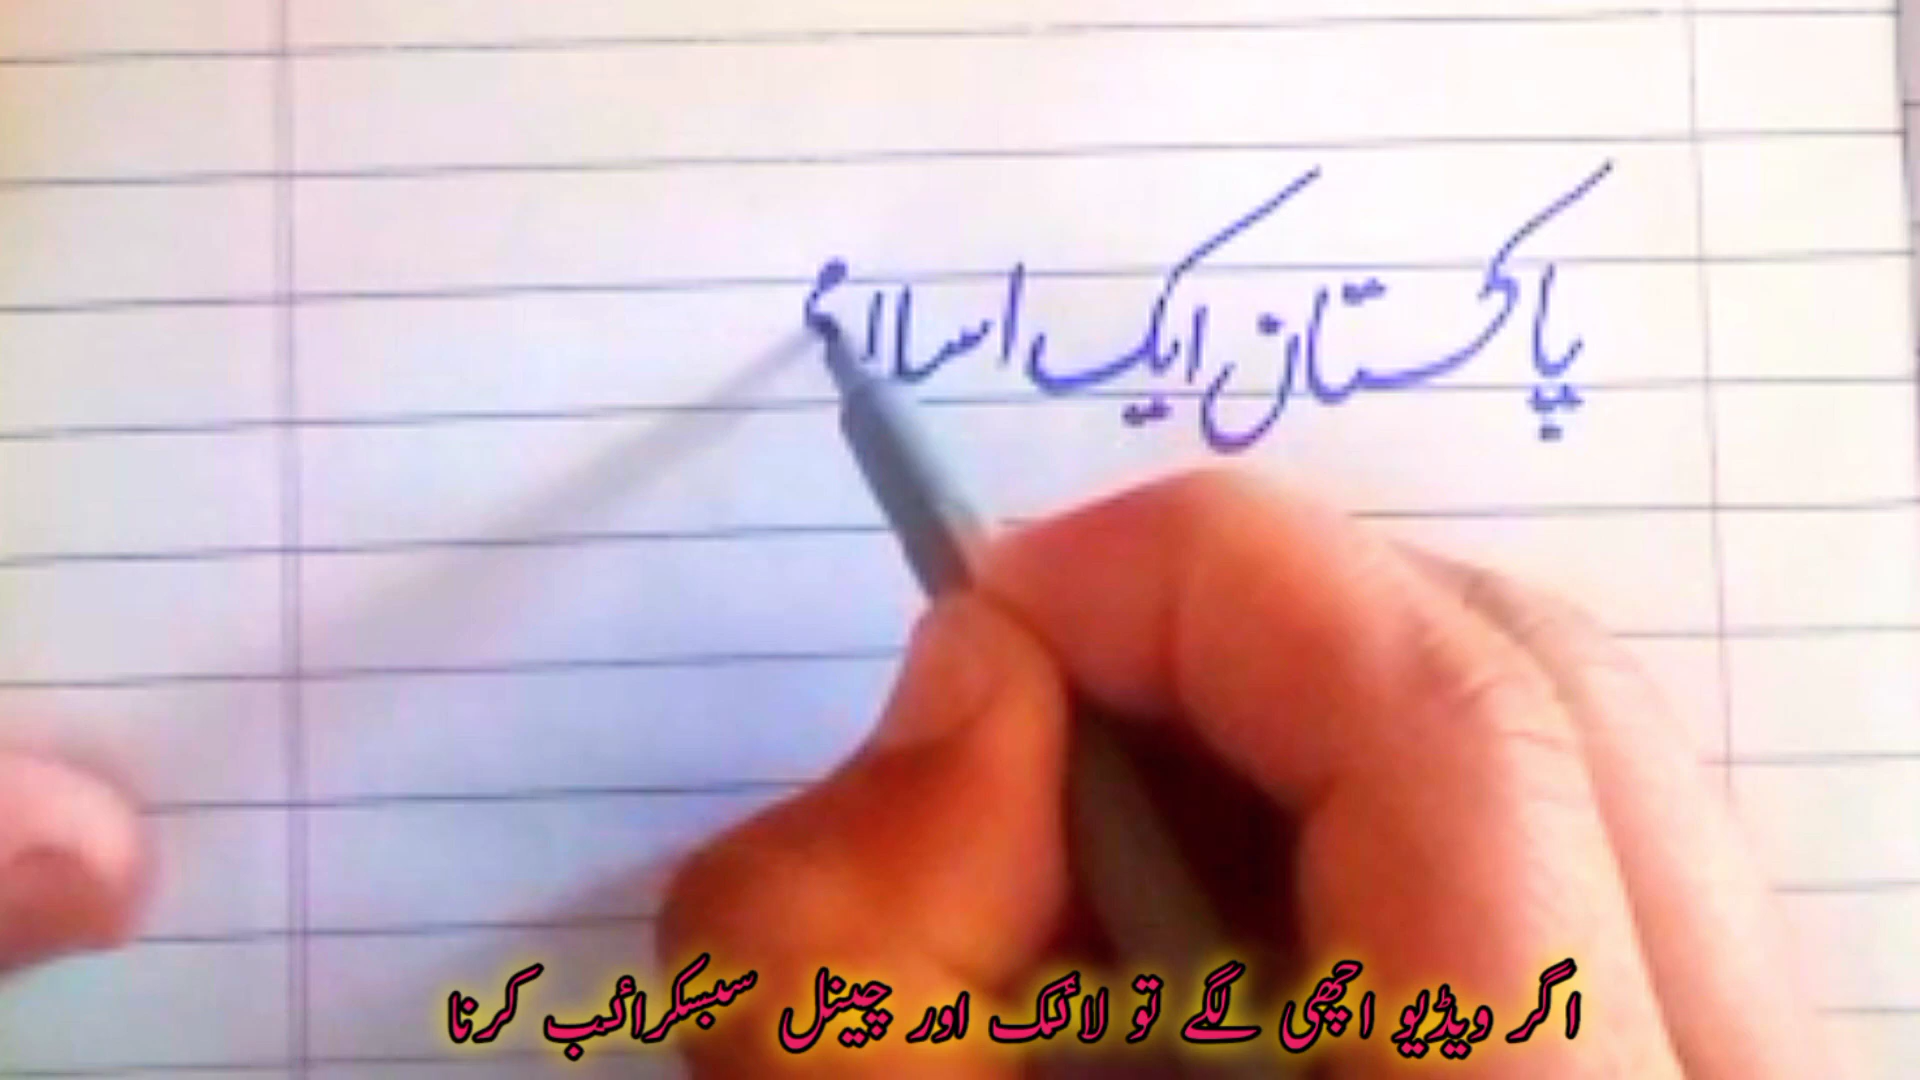 پاکستان ایک اسلام
اگر ویڈیو اچھی لگے تو لائک اور چینل سبسکرائب کرنا